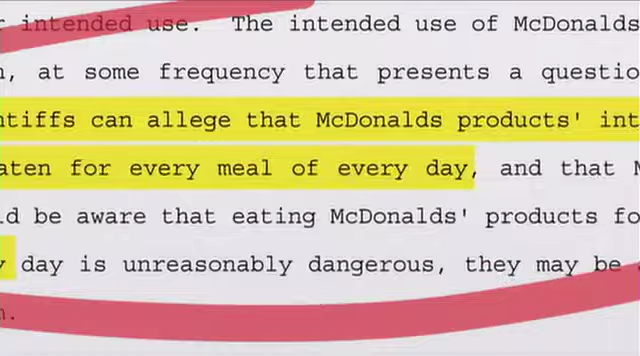 intended use. The intended use of McDonalds
, at some frequency that presents a
can allege that McDonalds products'
for every meal of every day, and that
be aware that eating McDonalds' products
day is unreasonably dangerous, they may be